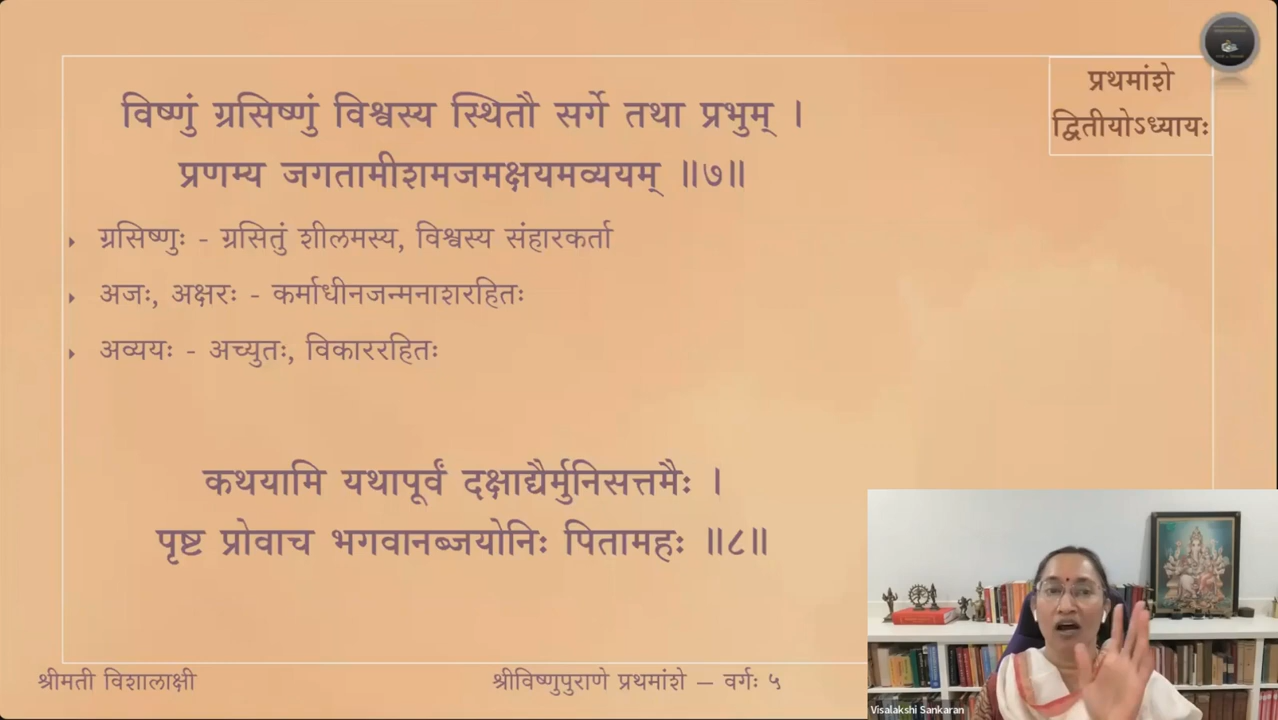 प्रथमांशे
द्वितीयोऽध्यायः
विष्णुं ग्रसिष्णुं विश्वस्य स्थितौ सर्गे तथा प्रभुम् ।
प्रणम्य जगतामीशमजमक्षयमव्ययम् ॥७॥
ग्रसिष्णुः - ग्रसितुं शीलमस्य, विश्वस्य संहारकर्ता
अजः, अक्षरः - कर्माधीनजन्मनाशरहितः
अव्ययः - अच्युतः, विकाररहितः
कथयामि यथापूर्वं दक्षाद्यैर्मुनिसत्तमैः ।
पृष्ट प्रोवाच भगवानब्जयोनिः पितामहः ॥८॥
श्रीमती विशालाक्षी
श्रीविष्णुपुराणे प्रथमांशे – वर्गः ५
Visalakshi Sankaran